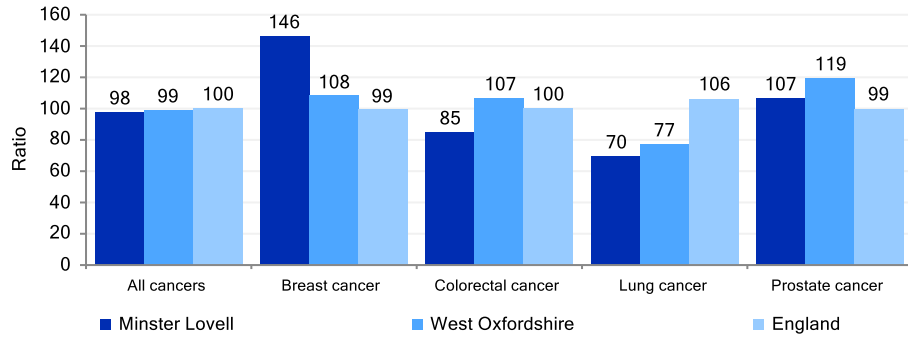 160
140
120
100
80
60
40
20
0
Ratio
98 99 100
146 108 99
85 107 100
70 77 106
107 119 99
All cancers Breast cancer Colorectal cancer Lung cancer Prostate cancer
Minster Lovell West Oxfordshire England